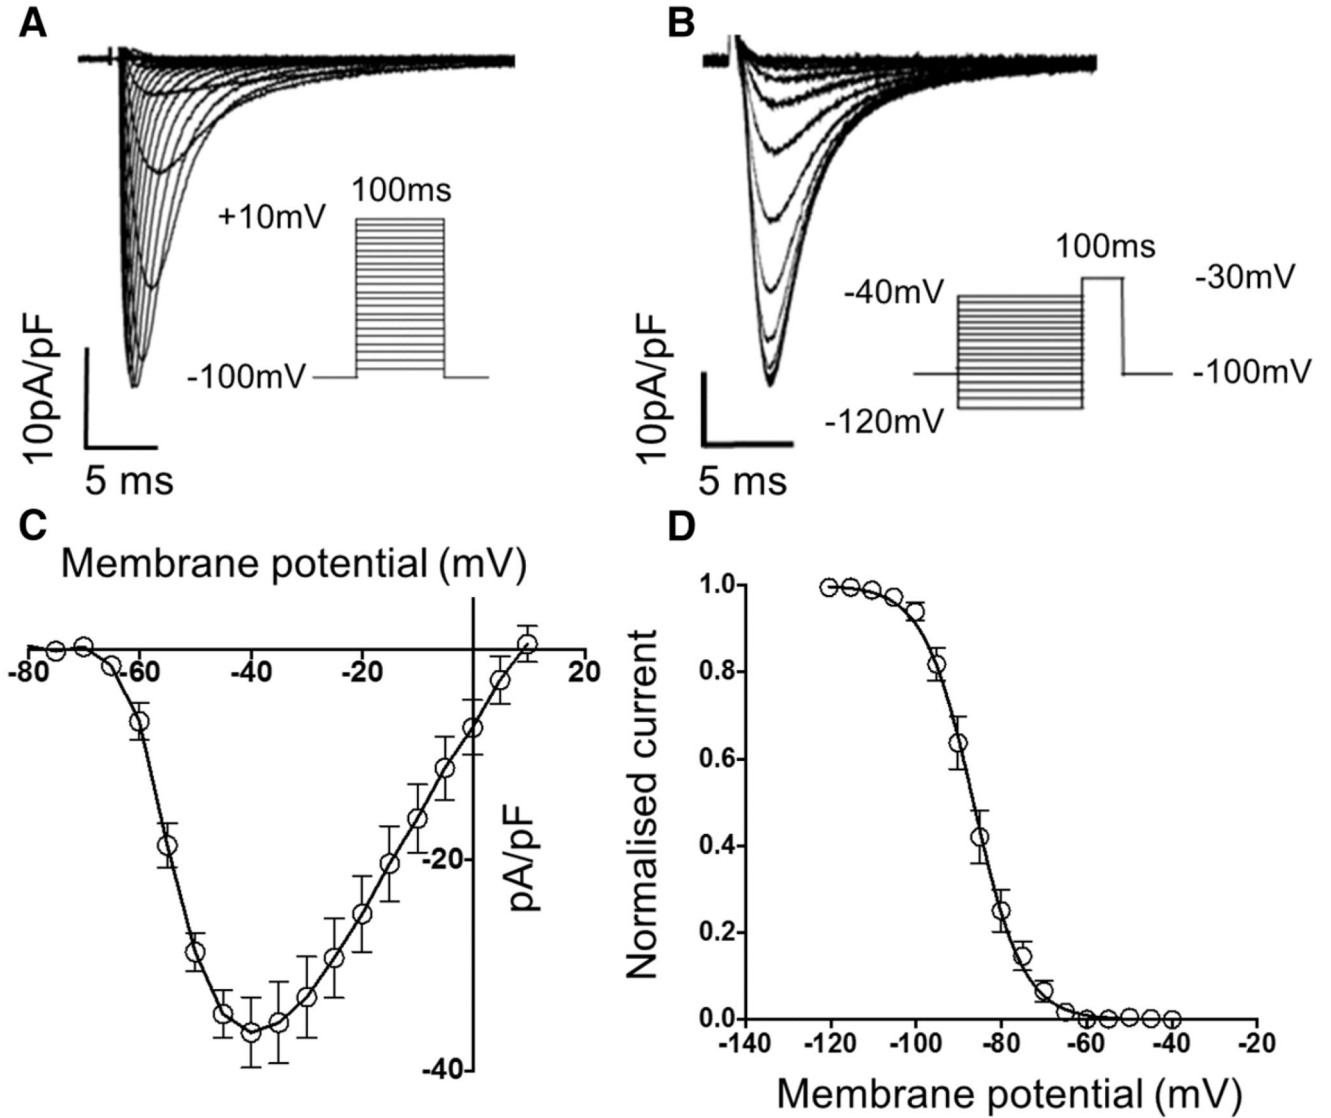 A
100ms
+10mV
-100mV
10pA/pF
5 ms
B
100ms
-40mV
-30mV
-100mV
-120mV
10pA/pF
5 ms
C
Membrane potential (mV)
-80 -60 -40 -20 20
-20
-40
pA/pF
D
Normalised current
1.0
0.8
0.6
0.4
0.2
0.0
-140 -120 -100 -80 -60 -40 -20
Membrane potential (mV)